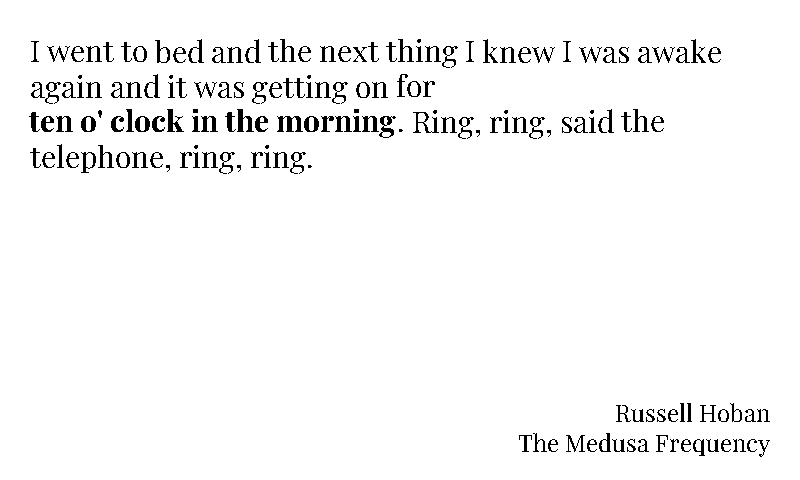 I went to bed and the next thing I knew I was awake
again and it was getting on for
ten o' clock in the morning. Ring, ring, said the
telephone, ring, ring.
Russell Hoban
The Medusa Frequency